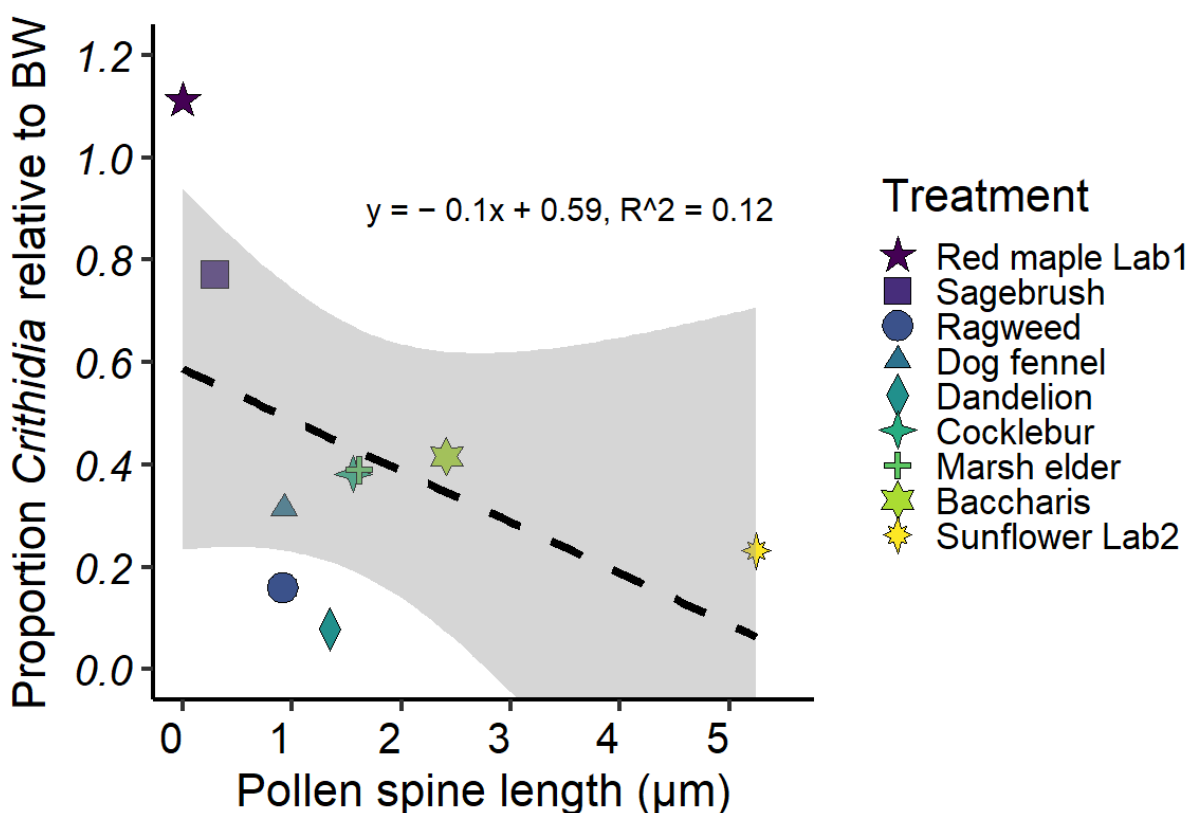 Proportion Crithidia relative to BW
1.2
1.0
0.8
0.6
0.4
0.2
0.0
y = − 0.1x + 0.59, R^2 = 0.12
0 1 2 3 4 5
Pollen spine length (µm)
Treatment
Red maple Lab1
Sagebrush
Ragweed
Dog fennel
Dandelion
Cocklebur
Marsh elder
Baccharis
Sunflower Lab2